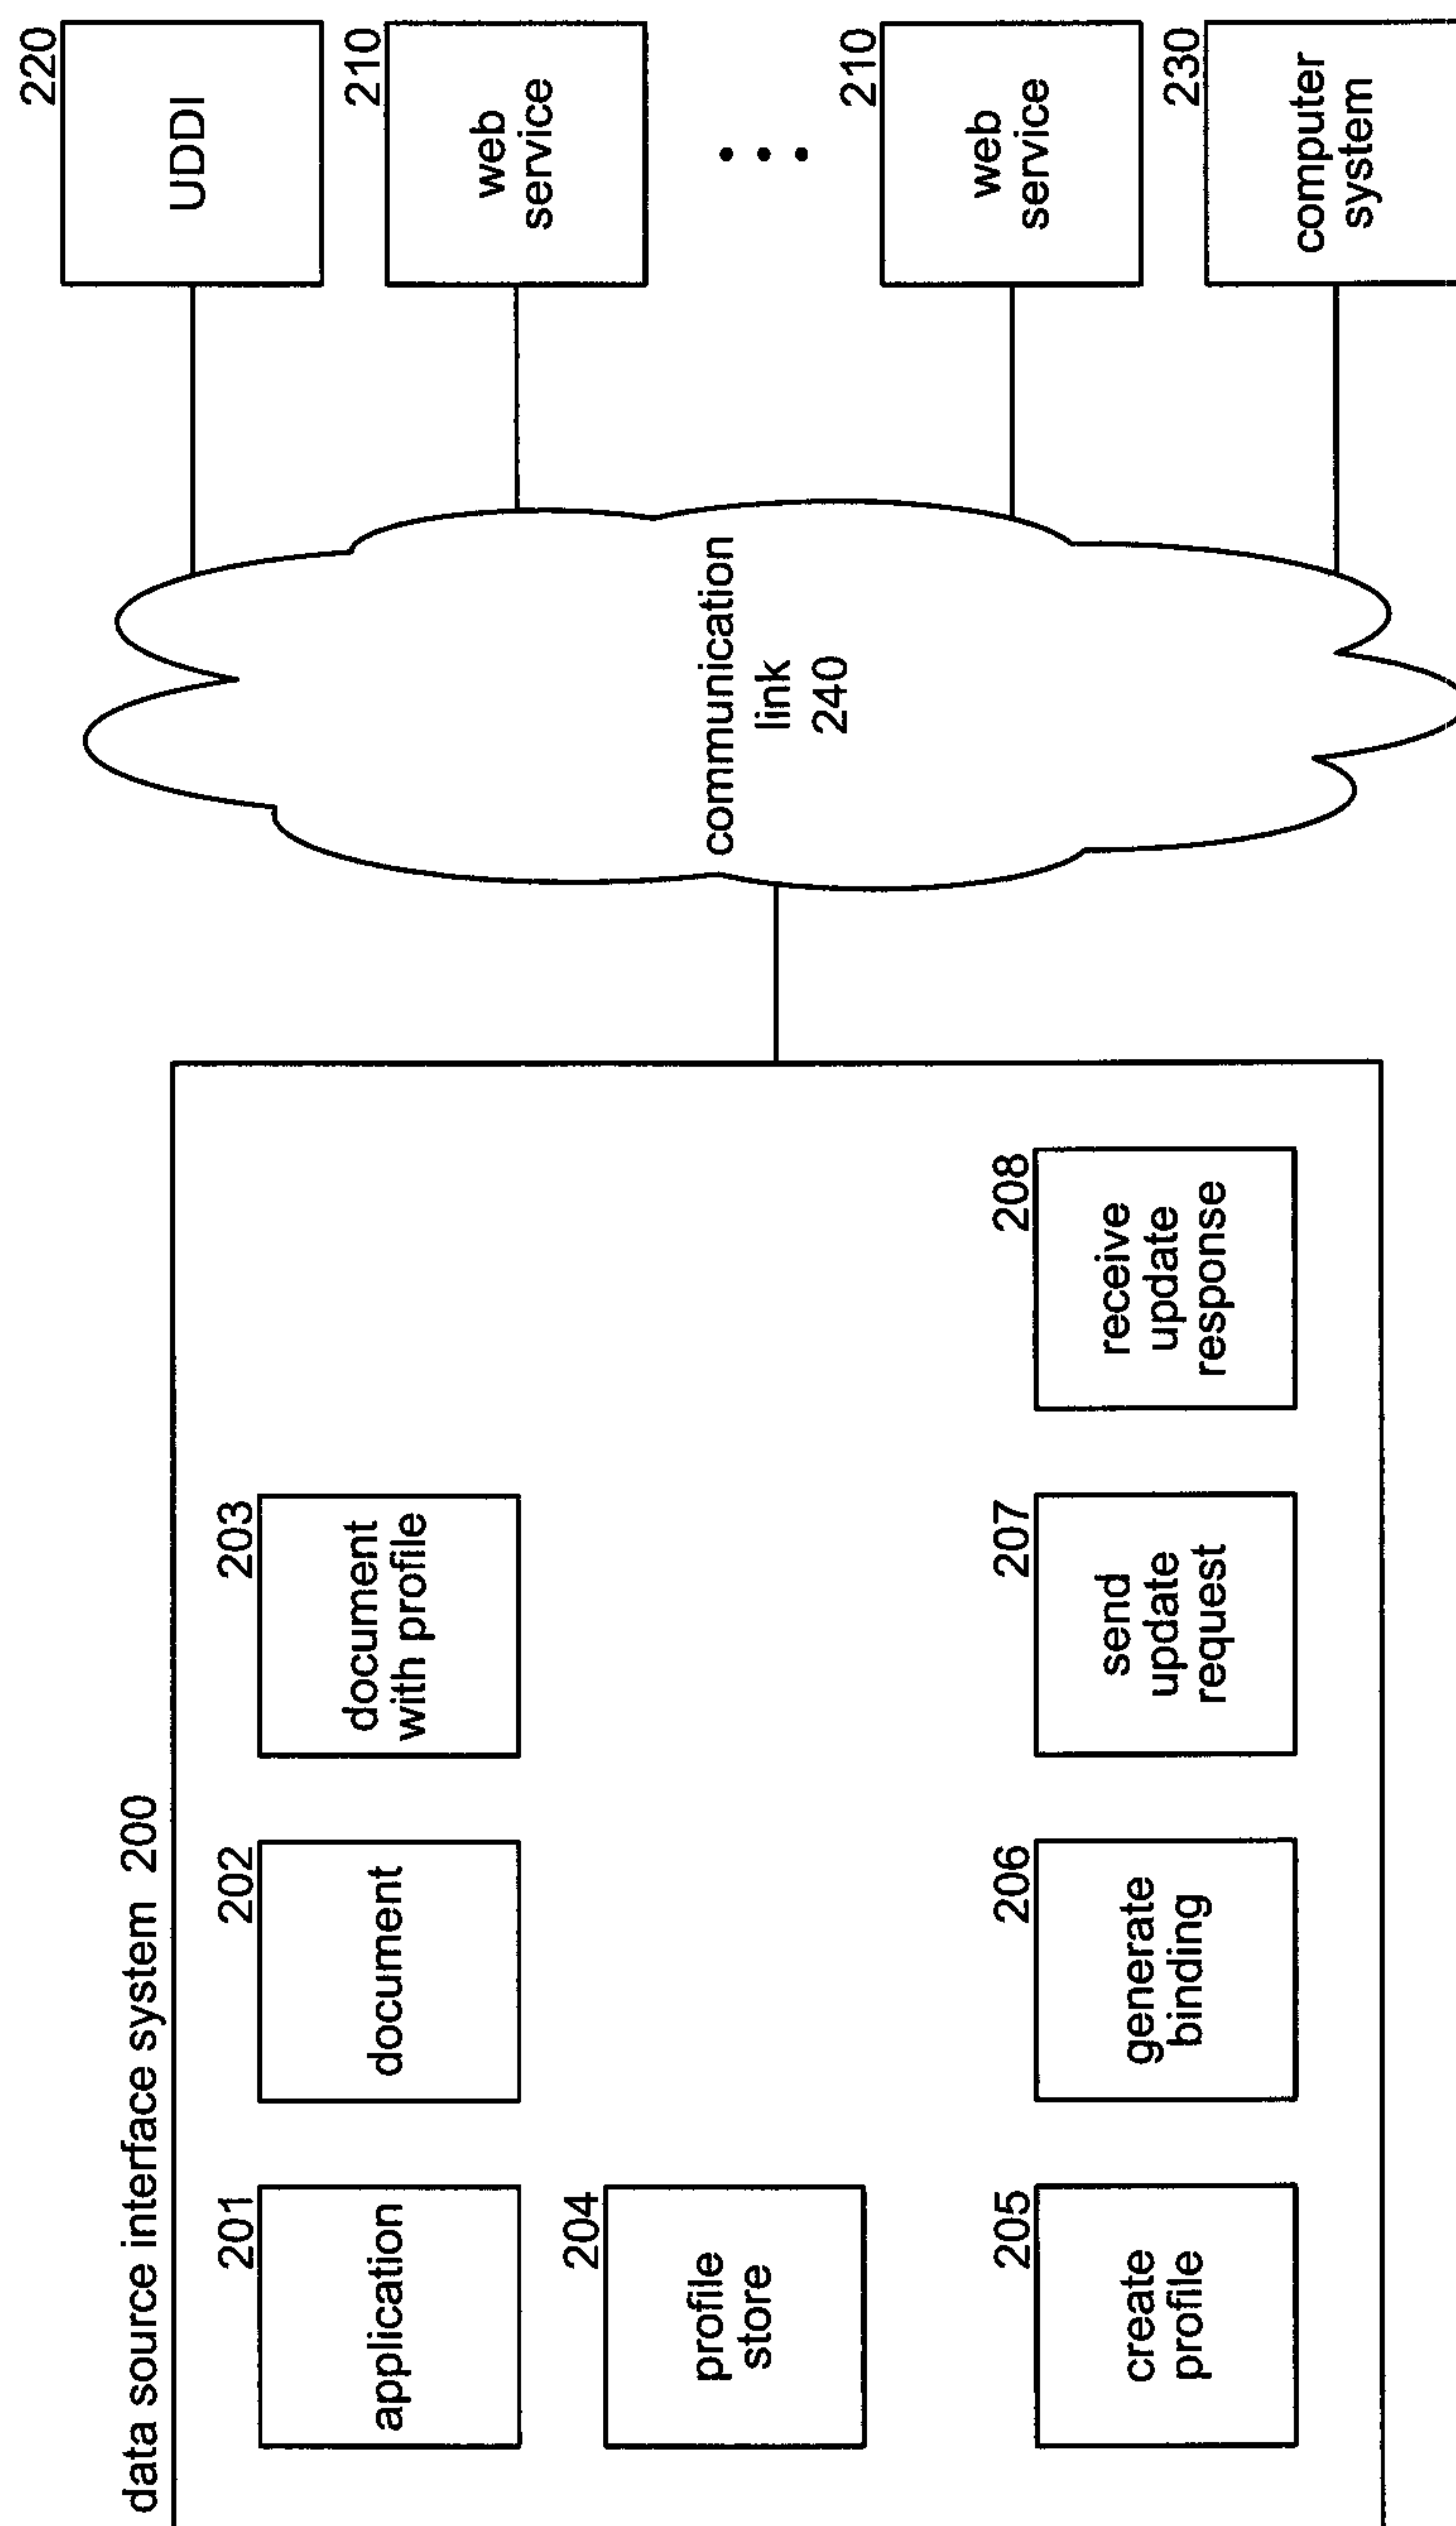 data source interface system 200
201
application
202
document
203
document
with profile
204
profile
store
205
create
profile
206
generate
binding
207
send
update
request
208
receive
update
response
communication
link
240
220
UDDI
210
web
service
210
web
service
230
computer
system